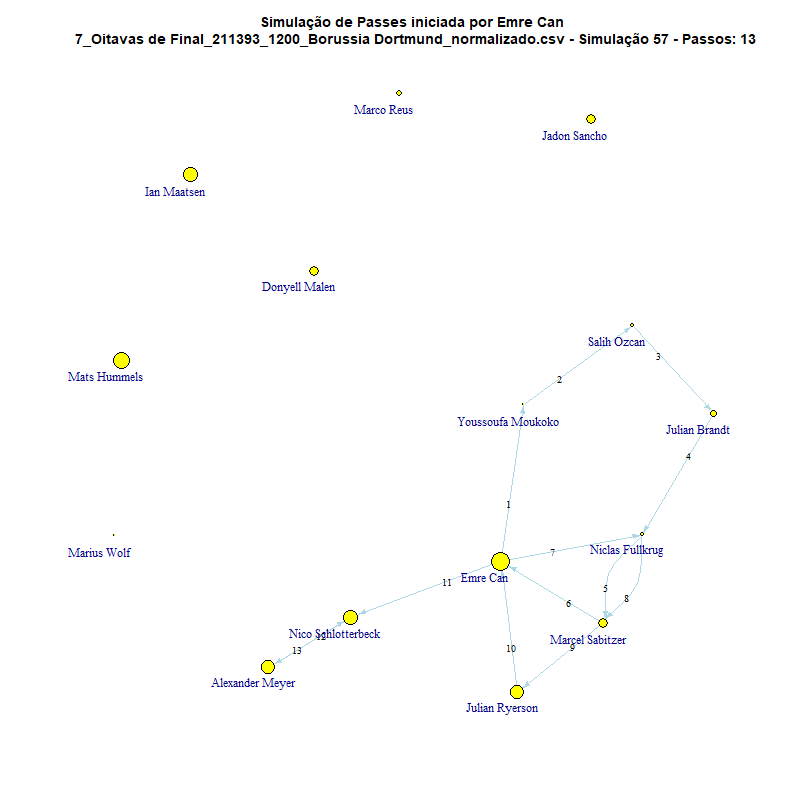 Simulação de Passes iniciada por Emre Can
7_Oitavas de Final_211393_1200_Borussia Dortmund_normalizado.csv - Simulação 57 - Passos: 13
Marco Reus
Jadon Sancho
Ian Maatsen
Donyell Malen
Salih Ozcan
3
Mats Hummels
2
Youssoufa Moukoko
Julian Brandt
4
1
Marius Wolf
Niclas Fullkrug
7
Emre Can
11
5
8
6
Nico Schlotterbeck
12
Marcel Sabitzer
13
10
9
Alexander Meyer
Julian Ryerson